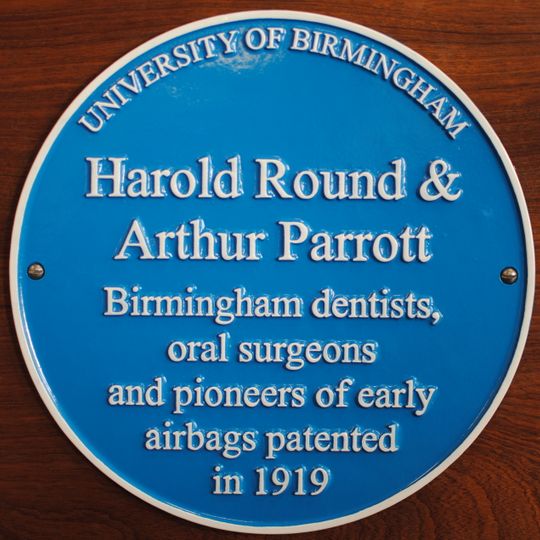 UNIVERSITY OF BIRMINGHAM
Harold Round &
Arthur Parrott
Birmingham dentists,
oral surgeons
and pioneers of early
airbags patented
in 1919